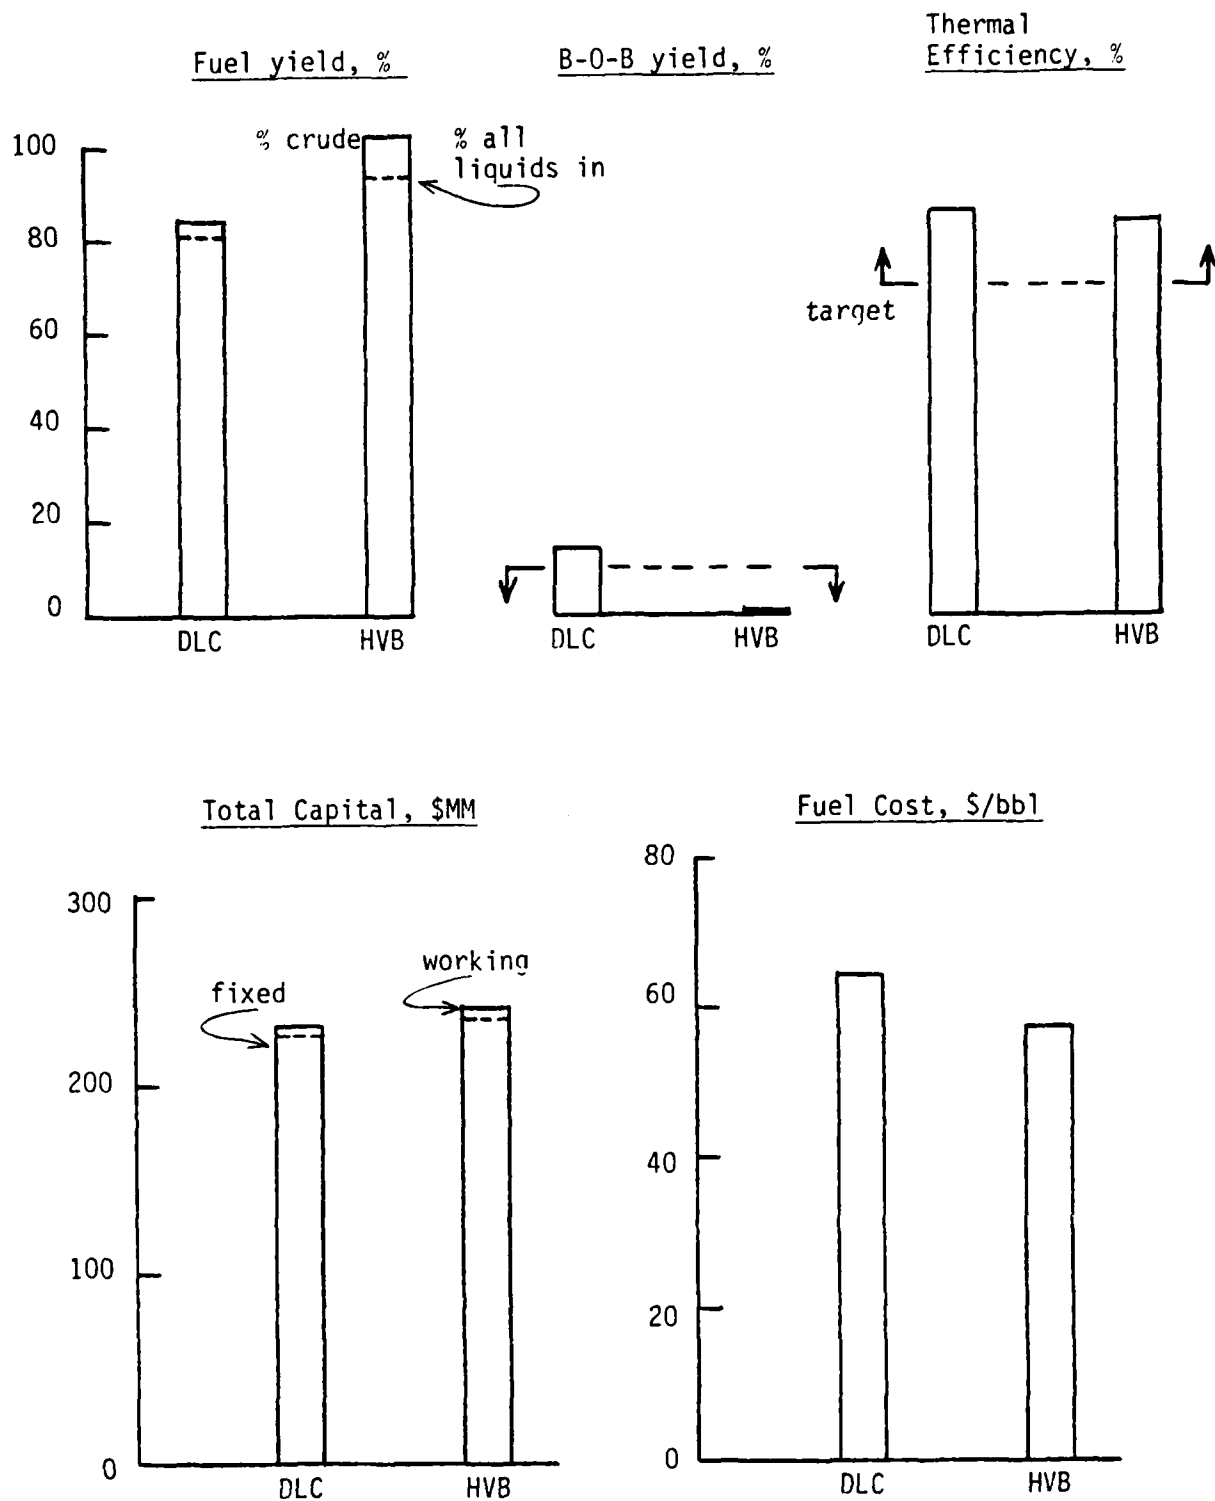 Fuel yield, %
B-O-B yield, %
Thermal
Efficiency, %
100
80
60
40
20
0
% crude
% all
liquids in
target
DLC
HVB
DLC
HVB
DLC
HVB
Total Capital, $MM
300
200
100
0
fixed
working
DLC
HVB
Fuel Cost, $/bbl
80
60
40
20
0
DLC
HVB